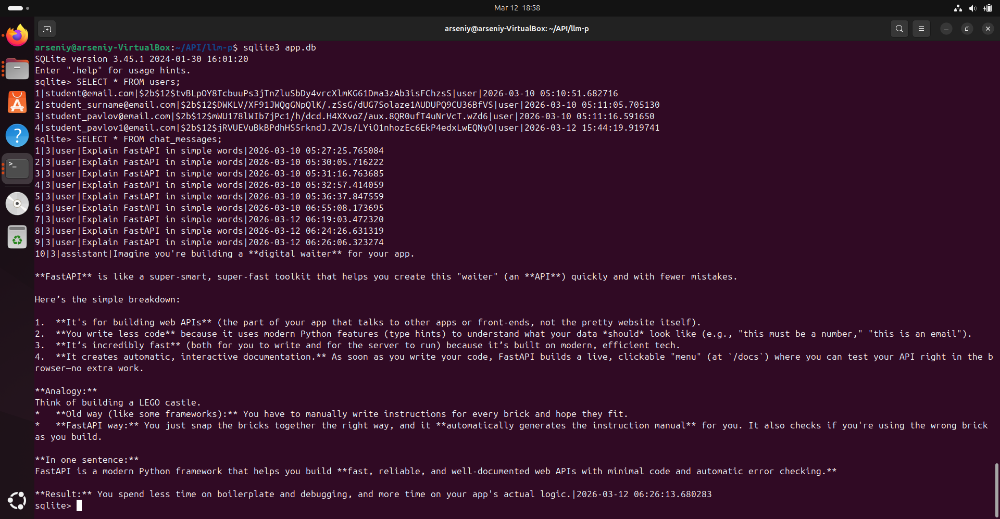 Mar 12 18:58
arseniy@arseniy-VirtualBox: ~/API/llm-p
arseniy@arseniy-VirtualBox:~/API/llm-p$ sqlite3 app.db
SQLite version 3.45.1 2024-01-30 16:01:20
Enter ".help" for usage hints.
sqlite> SELECT * FROM users;
1|student@email.com|$2b$12$tvBLpOY8TcbuuPs3jTnZluSbDy4vrcXlmKG61Dma3zAb3isFChzsS|user|2026-03-10 05:10:51.682716
2|student_surname@email.com|$2b$12$DWKLV/XF91JWQgGNpQlK/.zSsG/dUG7Solaze1AUDUPQ9CU36BfVS|user|2026-03-10 05:11:05.705130
3|student_pavlov@email.com|$2b$12$mWU178lWIb7jPc1/h/dcd.H4XXvoZ/aux.8QR0ufT4uNrVcT.wZd6|user|2026-03-10 05:11:16.591650
4|student_pavlov1@email.com|$2b$12$jRVUEVuBkBPdhHS5rkndJ.ZVJs/LYiO1nhozEc6EkP4edxLwEQNyO|user|2026-03-12 15:44:19.919741
sqlite> SELECT * FROM chat_messages;
1|3|user|Explain FastAPI in simple words|2026-03-10 05:27:25.765084
2|3|user|Explain FastAPI in simple words|2026-03-10 05:30:05.716222
3|3|user|Explain FastAPI in simple words|2026-03-10 05:31:16.763685
4|3|user|Explain FastAPI in simple words|2026-03-10 05:32:57.414059
5|3|user|Explain FastAPI in simple words|2026-03-10 05:36:37.847559
6|3|user|Explain FastAPI in simple words|2026-03-10 06:55:08.173695
7|3|user|Explain FastAPI in simple words|2026-03-12 06:19:03.472320
8|3|user|Explain FastAPI in simple words|2026-03-12 06:24:26.631319
9|3|user|Explain FastAPI in simple words|2026-03-12 06:26:06.323274
10|3|assistant|Imagine you're building a **digital waiter** for your app.
**FastAPI** is like a super-smart, super-fast toolkit that helps you create this "waiter" (an **API**) quickly and with fewer mistakes.
Here’s the simple breakdown:
1.  **It's for building web APIs** (the part of your app that talks to other apps or front-ends, not the pretty website itself).
2.  **You write less code** because it uses modern Python features (type hints) to understand what your data *should* look like (e.g., "this must be a number," "this is an email").
3.  **It’s incredibly fast** (both for you to write and for the server to run) because it’s built on modern, efficient tech.
4.  **It creates automatic, interactive documentation.** As soon as you write your code, FastAPI builds a live, clickable "menu" (at `/docs`) where you can test your API right in the b
rowser—no extra work.
**Analogy:**
Think of building a LEGO castle.
*   **Old way (like some frameworks):** You have to manually write instructions for every brick and hope they fit.
*   **FastAPI way:** You just snap the bricks together the right way, and it **automatically generates the instruction manual** for you. It also checks if you're using the wrong brick
as you build.
**In one sentence:**
FastAPI is a modern Python framework that helps you build **fast, reliable, and well-documented web APIs with minimal code and automatic error checking.**
**Result:** You spend less time on boilerplate and debugging, and more time on your app's actual logic.|2026-03-12 06:26:13.680283
sqlite>